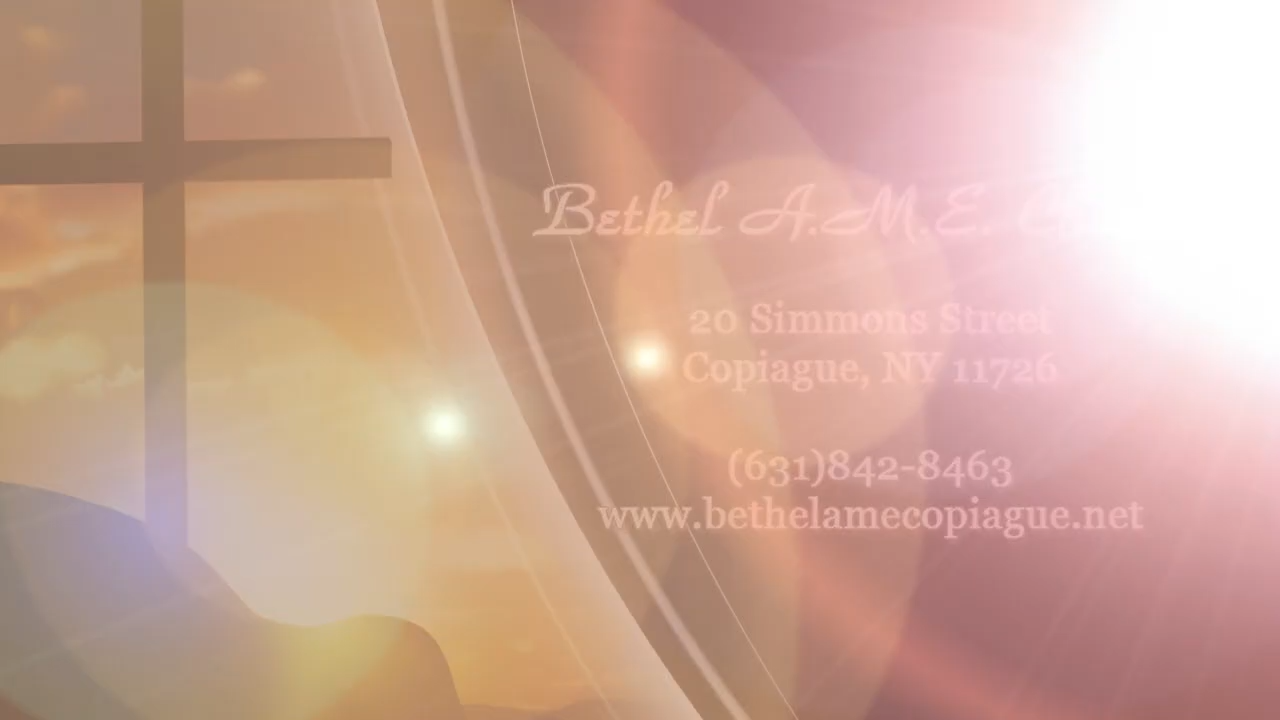 Bethel A.M.E.
20 Simmons Street
Copiague, NY 11726
(631)842-8463
www.bethelamecopiague.net